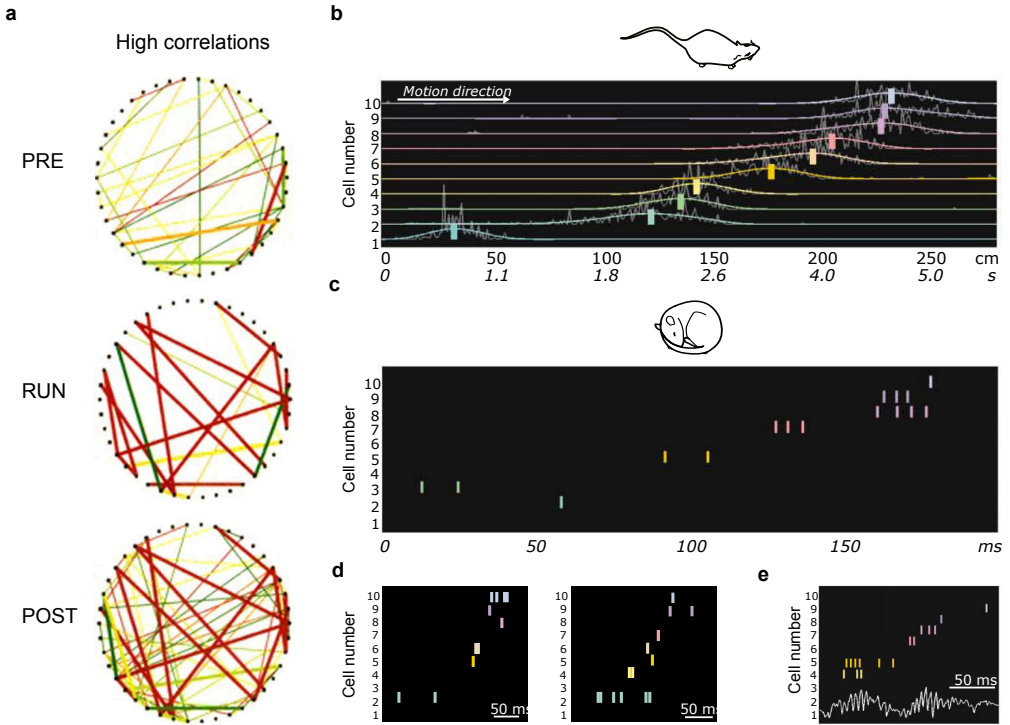 a
High correlations
PRE
RUN
POST
b
Motion direction
Cell number
10
9
8
7
6
5
4
3
2
1
0 50 100 150 200 250 cm
0 1.1 1.8 2.6 4.0 5.0 s
c
Cell number
10
9
8
7
6
5
4
3
2
1
0 50 100 150 ms
d
Cell number
10
9
8
7
6
5
4
3
2
1
50 ms
10
9
8
7
6
5
4
3
2
1
50 ms
e
Cell number
10
9
8
7
6
5
4
3
2
1
50 ms